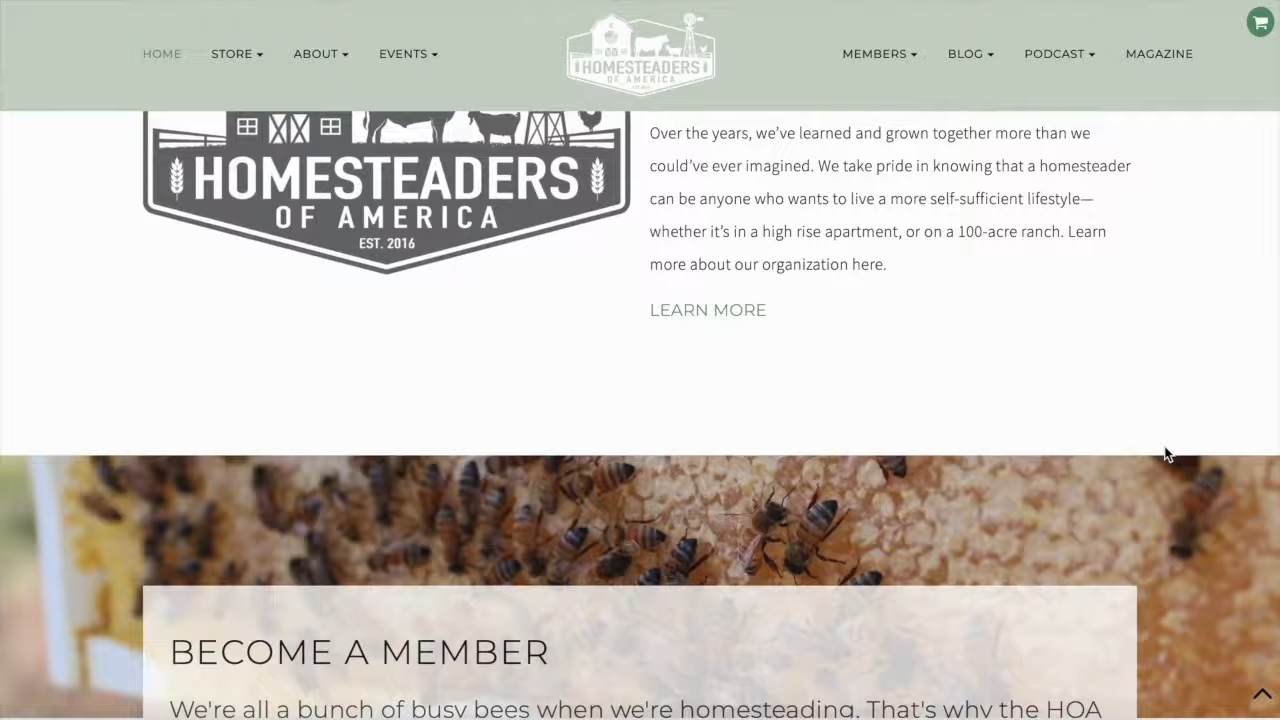 HOME STORE ABOUT EVENTS HOMESTEADERS OF AMERICA MEMBERS BLOG PODCAST MAGAZINE
HOMESTEADERS
OF AMERICA
EST. 2016
Over the years, we’ve learned and grown together more than we
could’ve ever imagined. We take pride in knowing that a homesteader
can be anyone who wants to live a more self-sufficient lifestyle—
whether it’s in a high rise apartment, or on a 100-acre ranch. Learn
more about our organization here.
LEARN MORE
BECOME A MEMBER
We're all a bunch of busy bees when we're homesteading. That's why the HOA